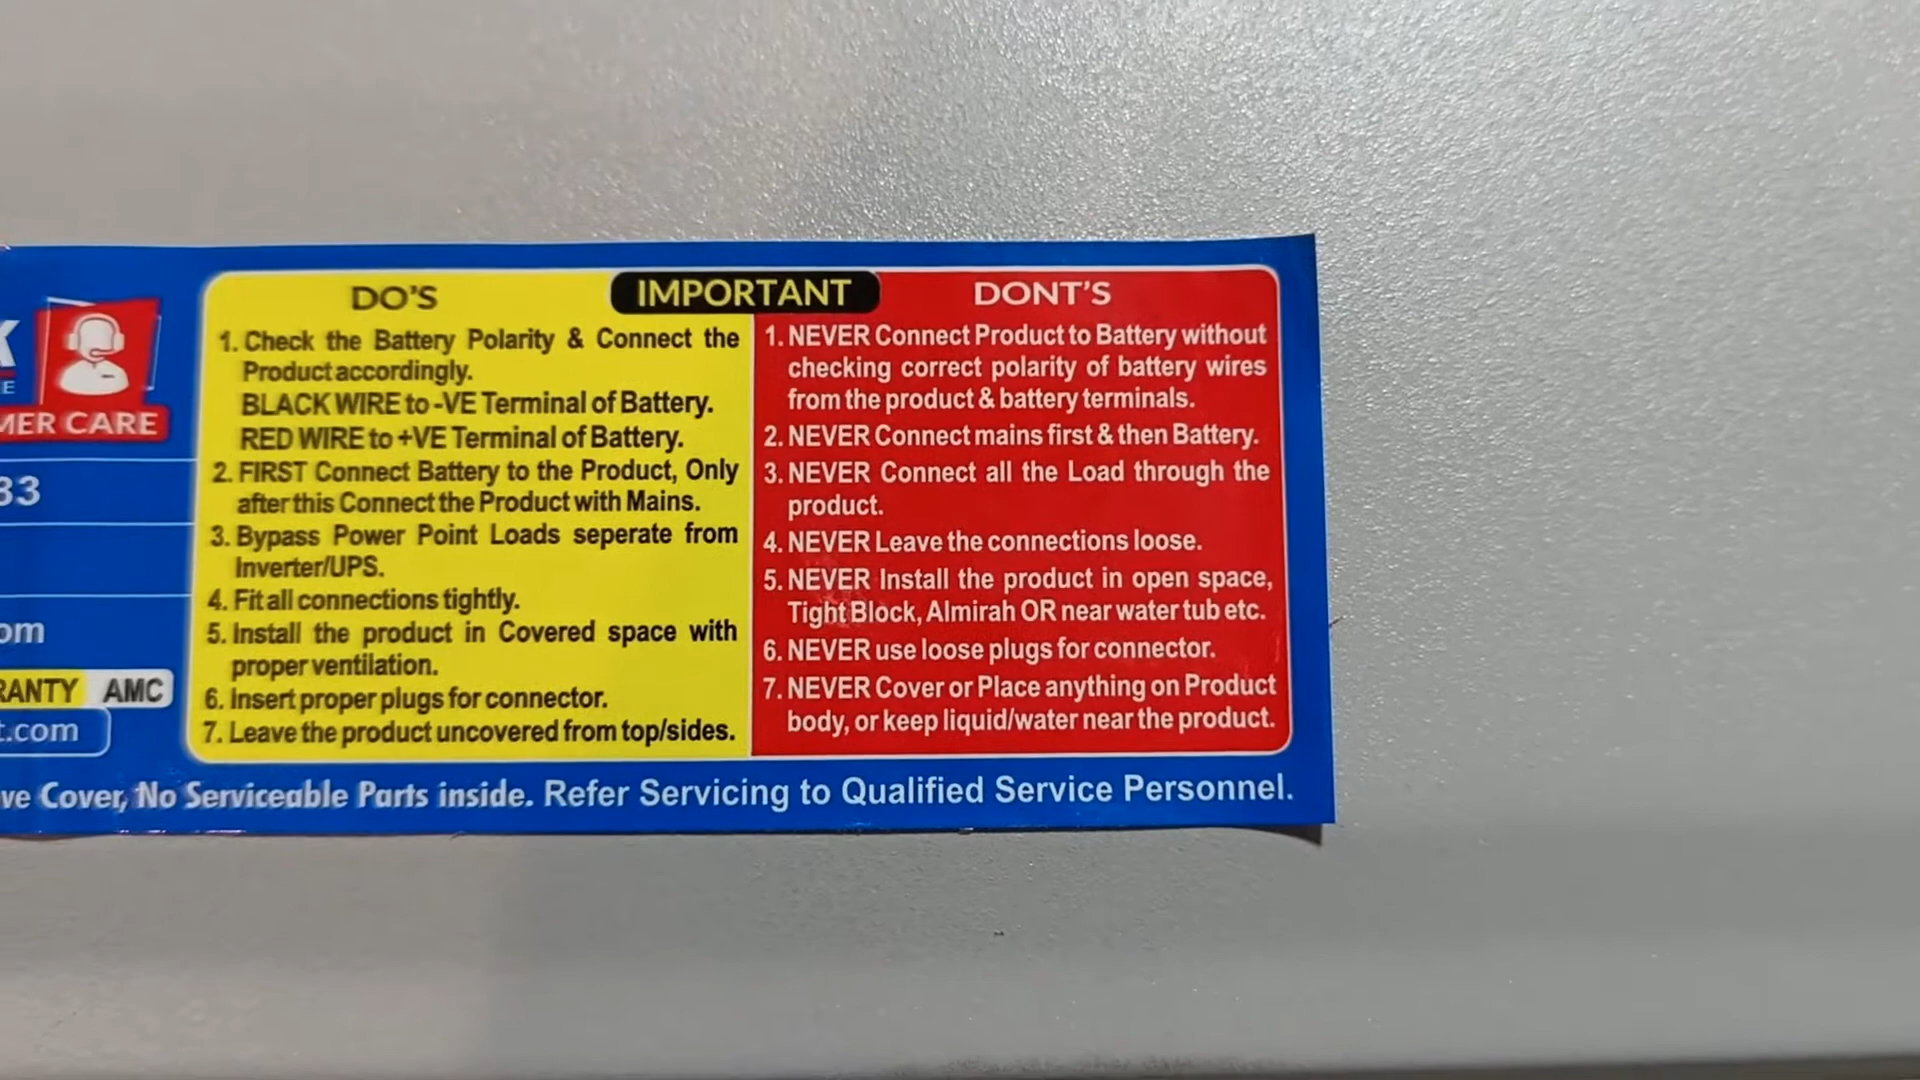 MER CARE
33
om
RANTY AMC
t.com
IMPORTANT
DO'S
1. Check the Battery Polarity & Connect the
Product accordingly.
BLACK WIRE to -VE Terminal of Battery.
RED WIRE to +VE Terminal of Battery.
2. FIRST Connect Battery to the Product, Only
after this Connect the Product with Mains.
3. Bypass Power Point Loads seperate from
Inverter/UPS.
4. Fit all connections tightly.
5. Install the product in Covered space with
proper ventilation.
6. Insert proper plugs for connector.
7. Leave the product uncovered from top/sides.
DONT'S
1. NEVER Connect Product to Battery without
checking correct polarity of battery wires
from the product & battery terminals.
2. NEVER Connect mains first & then Battery.
3. NEVER Connect all the Load through the
product.
4. NEVER Leave the connections loose.
5. NEVER Install the product in open space,
Tight Block, Almirah OR near water tub etc.
6. NEVER use loose plugs for connector.
7. NEVER Cover or Place anything on Product
body, or keep liquid/water near the product.
ve Cover, No Serviceable Parts inside. Refer Servicing to Qualified Service Personnel.